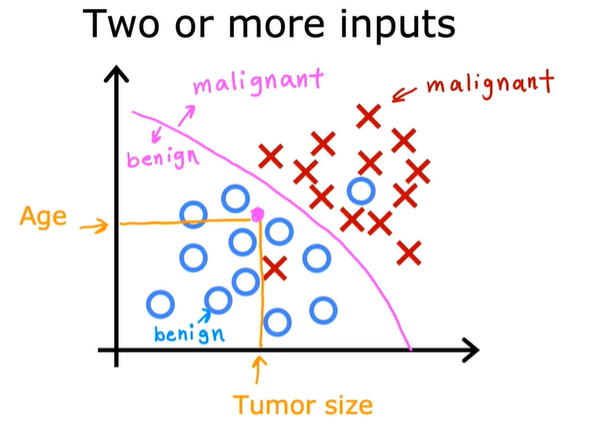 Two or more inputs
malignant
malignant
benign
Age
benign
Tumor size